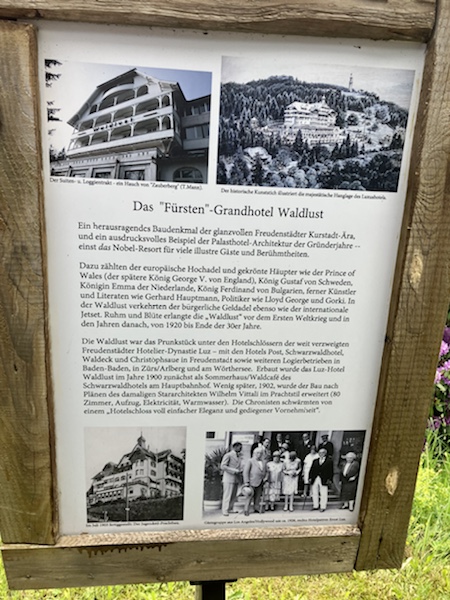 Der Suiten- u. Loggientrakt - ein Hauch von "Zauberberg" (T.Mann).
Der historische Kunststich illustriert die majestätische Hanglage des Luxushotels.
Das "Fürsten"-Grandhotel Waldlust
Ein herausragendes Baudenkmal der glanzvollen Freudenstädter Kurstadt-Ära,
und ein ausdrucksvolles Beispiel der Palasthotel-Architektur der Gründerjahre --
einst das Nobel-Resort für viele illustre Gäste und Berühmtheiten.
Dazu zählten der europäische Hochadel und gekrönte Häupter wie der Prince of
Wales (der spätere König George V. von England), König Gustav von Schweden,
Königin Emma der Niederlande, König Ferdinand von Bulgarien, ferner Künstler
und Literaten wie Gerhard Hauptmann, Politiker wie Lloyd George und Gorki. In
der Waldlust verkehrten der bürgerliche Geldadel ebenso wie der internationale
Jetset. Ruhm und Blüte erlangte die „Waldlust" vor dem Ersten Weltkrieg und in
den Jahren danach, von 1920 bis Ende der 30er Jahre.
Die Waldlust war das Prunkstück unter den Hotelschlössern der weit verzweigten
Freudenstädter Hotelier-Dynastie Luz – mit den Hotels Post, Schwarzwaldhotel,
Waldeck und Christophsaue in Freudenstadt sowie weiteren Logierbetrieben in
Baden-Baden, in Zürs/Arlberg und am Wörthersee. Erbaut wurde das Luz-Hotel
Waldlust im Jahre 1900 zunächst als Sommerhaus/Waldcafé des
Schwarzwaldhotels am Hauptbahnhof. Wenig später, 1902, wurde der Bau nach
Plänen des damaligen Stararchitekten Wilhelm Vittali im Prachtstil erweitert (80
Zimmer, Aufzug, Elektrizität, Warmwasser). Die Chronisten schwärmten von
einem „Hotelschloss voll einfacher Eleganz und gediegener Vornehmheit".